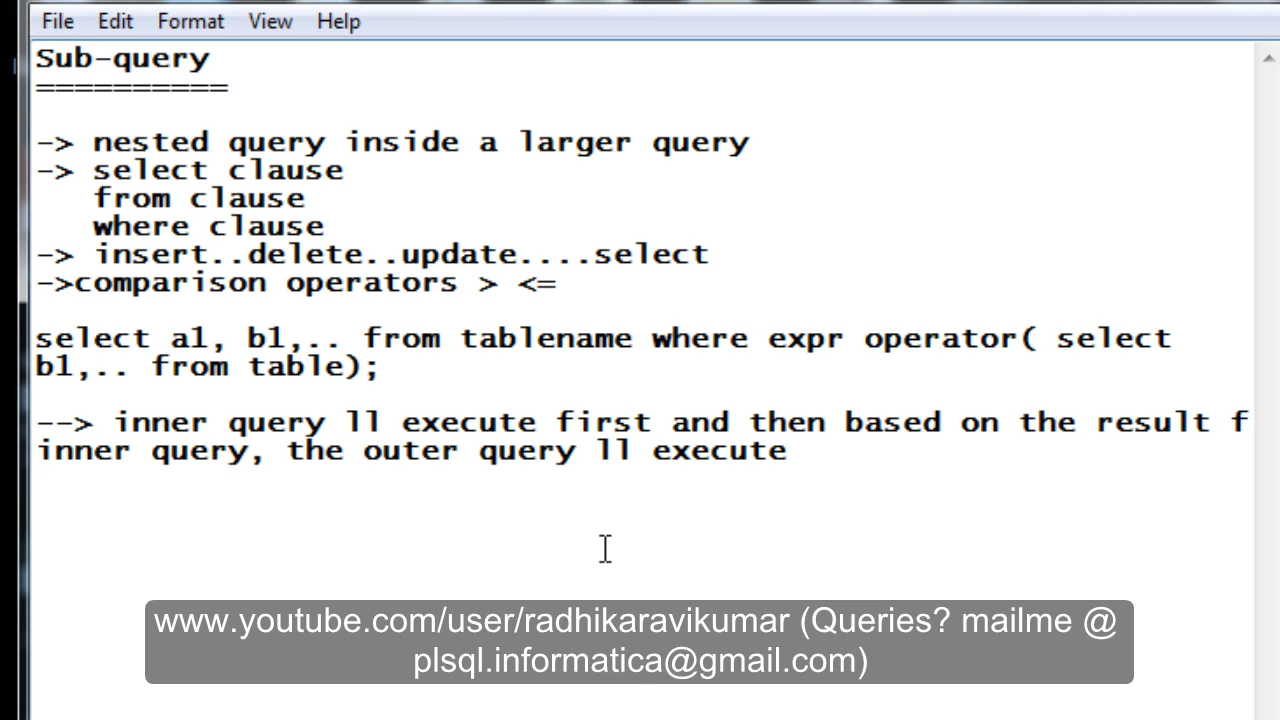 File Edit Format View Help
Sub-query
==========
-> nested query inside a larger query
-> select clause
from clause
where clause
-> insert..delete..update....select
->comparison operators > <=
select a1, b1,.. from tablename where expr operator( select
b1,.. from table);
--> inner query ll execute first and then based on the result f
inner query, the outer query ll execute
www.youtube.com/user/radhikaravikumar (Queries? mailme @
plsql.informatica@gmail.com)